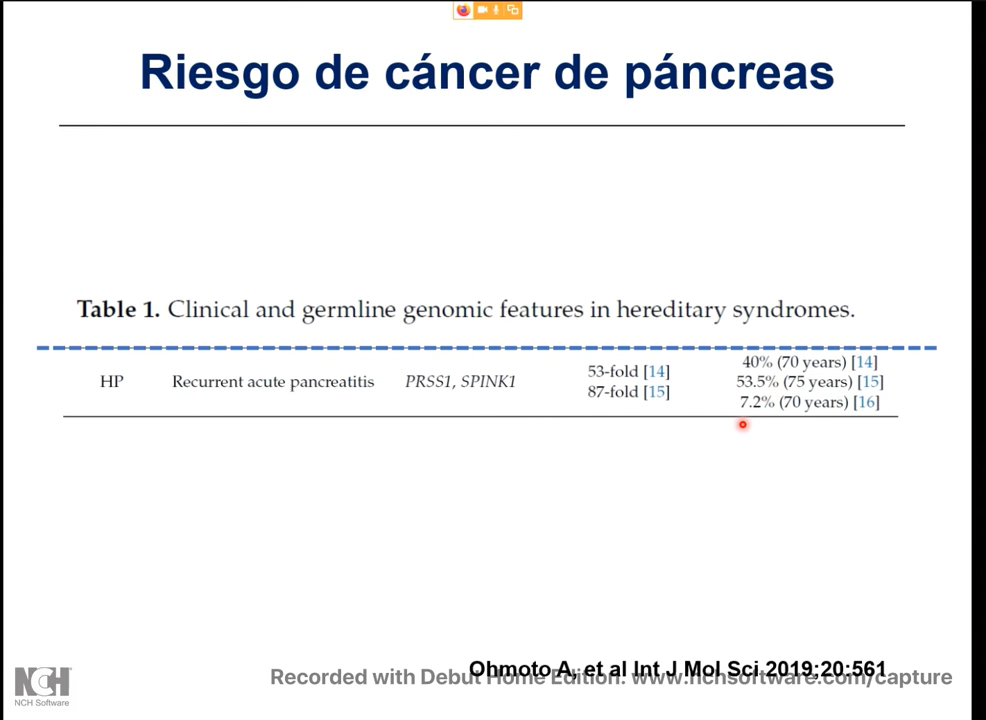 Riesgo de cáncer de páncreas
Table 1. Clinical and germline genomic features in hereditary syndromes.
HP Recurrent acute pancreatitis PRSS1, SPINK1 53-fold [14] 40% (70 years) [14]
87-fold [15] 53.5% (75 years) [15]
7.2% (70 years) [16]
Ohmoto A, et al Int J Mol Sci 2019;20:561
Recorded with Debut Home Edition. www.nchsoftware.com/capture
NCH
NCH Software